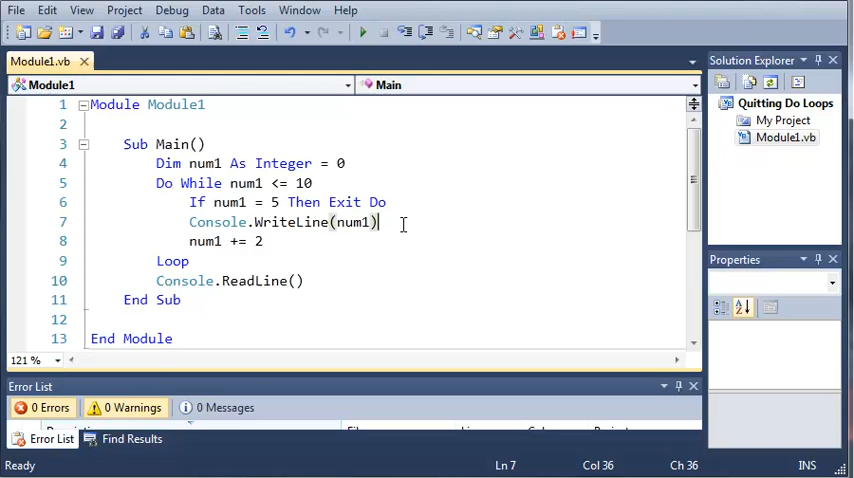 File Edit View Project Debug Data Tools Window Help
Module1.vb
Module1 Main
1 Module Module1
2
3 Sub Main()
4 Dim num1 As Integer = 0
5 Do While num1 <= 10
6 If num1 = 5 Then Exit Do
7 Console.WriteLine(num1)
8 num1 += 2
9 Loop
10 Console.ReadLine()
11 End Sub
12
13 End Module
121 %
Error List
0 Errors 0 Warnings 0 Messages
Error List Find Results
Ready Ln 7 Col 36 Ch 36 INS
Solution Explorer
Quitting Do Loops
My Project
Module1.vb
Properties